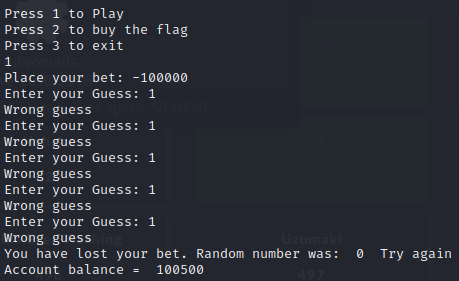 Press 1 to Play
Press 2 to buy the flag
Press 3 to exit
1
Place your bet: -100000
Enter your Guess: 1
Wrong guess
Enter your Guess: 1
Wrong guess
Enter your Guess: 1
Wrong guess
Enter your Guess: 1
Wrong guess
Enter your Guess: 1
Wrong guess
You have lost your bet. Random number was:  0  Try again
Account balance =  100500
Uzumaki
497